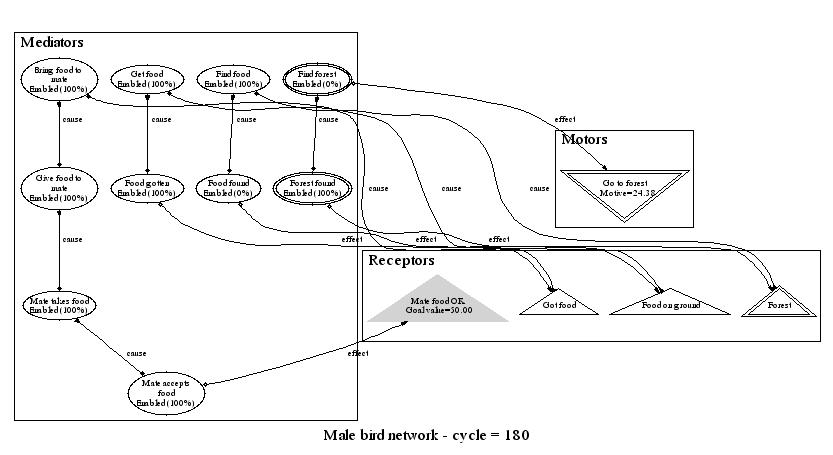 Mediators
Bring food to
mate
Enabled (100%)
Get food
Enabled (100%)
Find food
Enabled (100%)
Find forest
Enabled (0%)
cause
cause
cause
cause
effect
Motors
Go to forest
Motive=24.38
Give food to
mate
Enabled (100%)
Food gotten
Enabled (100%)
Food found
Enabled (0%)
Forest found
Enabled (100%)
cause
cause
cause
cause
effect
effect
effect
Receptors
Mate food OK
Goal value=50.00
Got food
Food on ground
Forest
Mate takes food
Enabled (100%)
cause
effect
Mate accepts
food
Enabled (100%)
Male bird network - cycle = 180